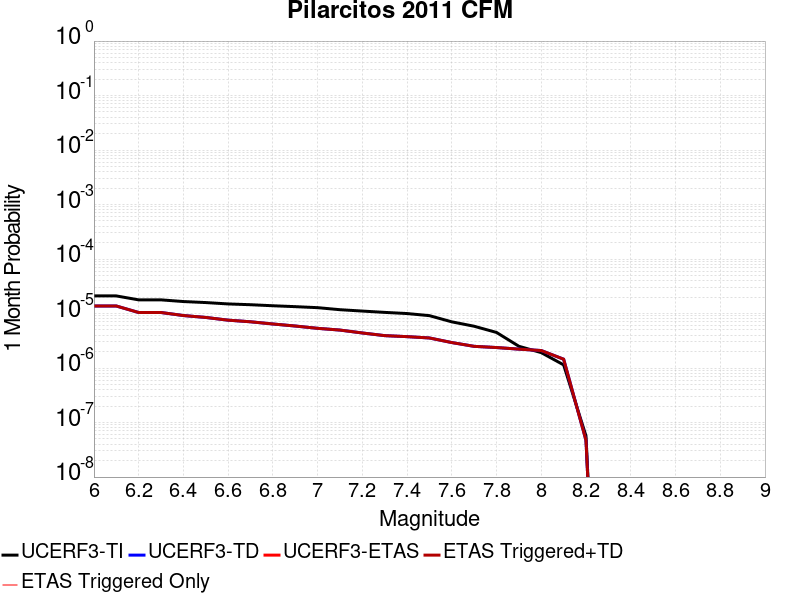 Pilarcitos 2011 CFM
1 Month Probability
10^0
10^-1
10^-2
10^-3
10^-4
10^-5
10^-6
10^-7
10^-8
6 6.2 6.4 6.6 6.8 7 7.2 7.4 7.6 7.8 8 8.2 8.4 8.6 8.8 9
Magnitude
UCERF3-TI UCERF3-TD UCERF3-ETAS ETAS Triggered+TD
ETAS Triggered Only